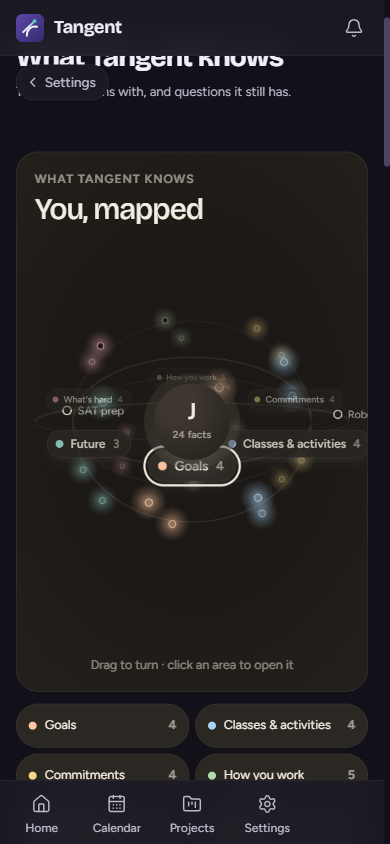 Tangent
What Tangent knows
Settings
ns with, and questions it still has.
WHAT TANGENT KNOWS
You, mapped
How you work 5
What's hard 4
Commitments 4
SAT prep
J
24 facts
Future 3
Classes & activities 4
Goals 4
Drag to turn · click an area to open it
Goals 4
Classes & activities 4
Commitments 4
How you work 5
Home
Calendar
Projects
Settings